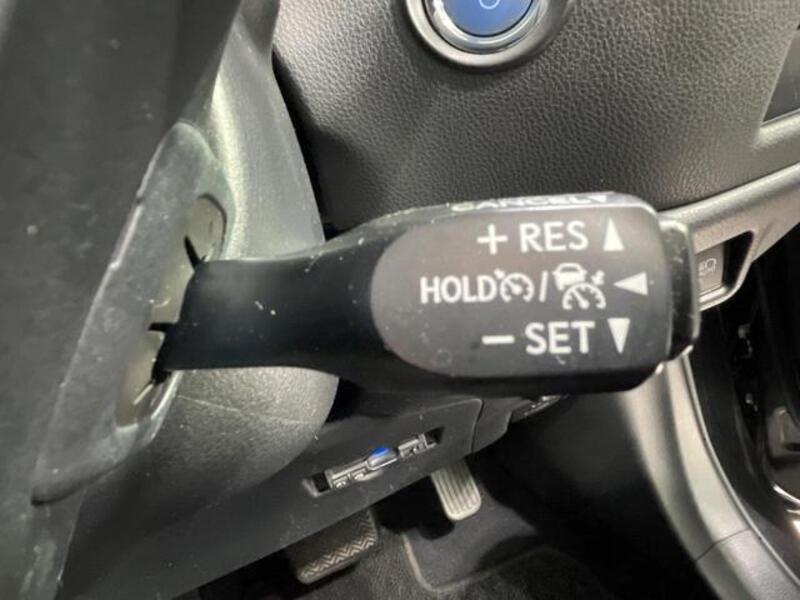 CANCEL▼
+ RES ▲
HOLD / ◀
− SET ▼